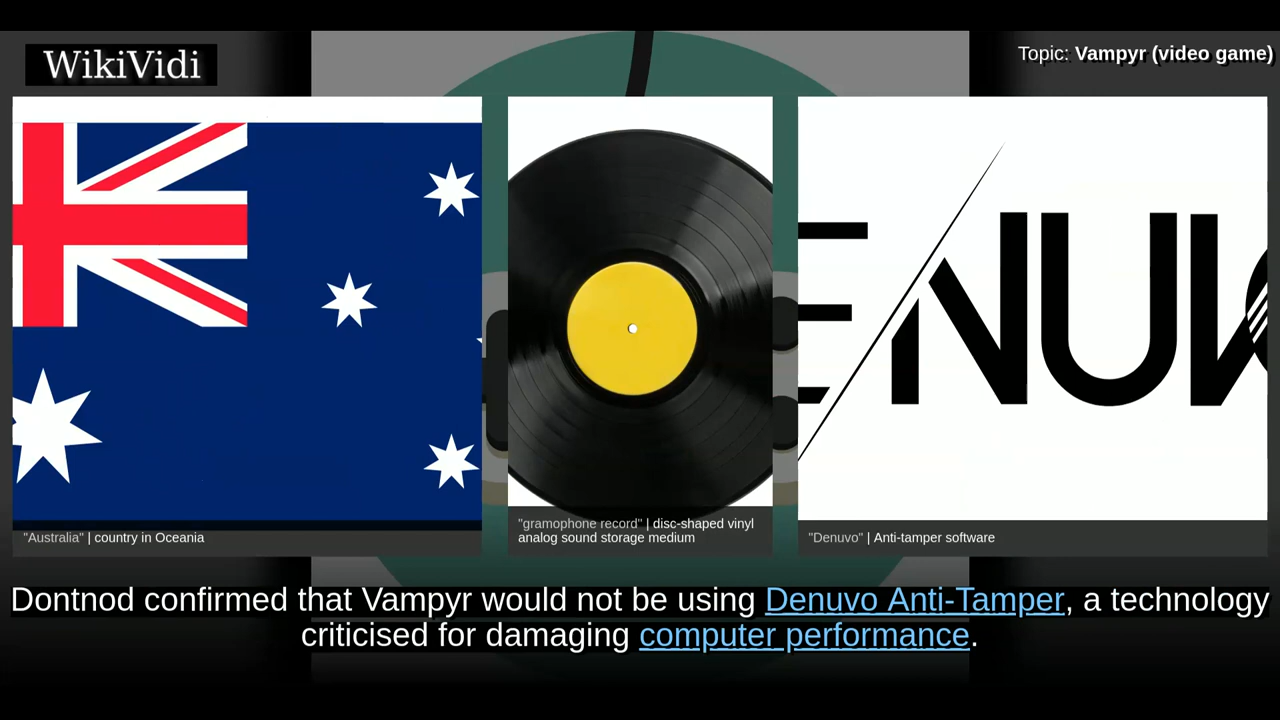 WikiVidi
Topic: Vampyr (video game)
ENUV
"Australia" | country in Oceania
"gramophone record" | disc-shaped vinyl
analog sound storage medium
"Denuvo" | Anti-tamper software
Dontnod confirmed that Vampyr would not be using Denuvo Anti-Tamper, a technology
criticised for damaging computer performance.